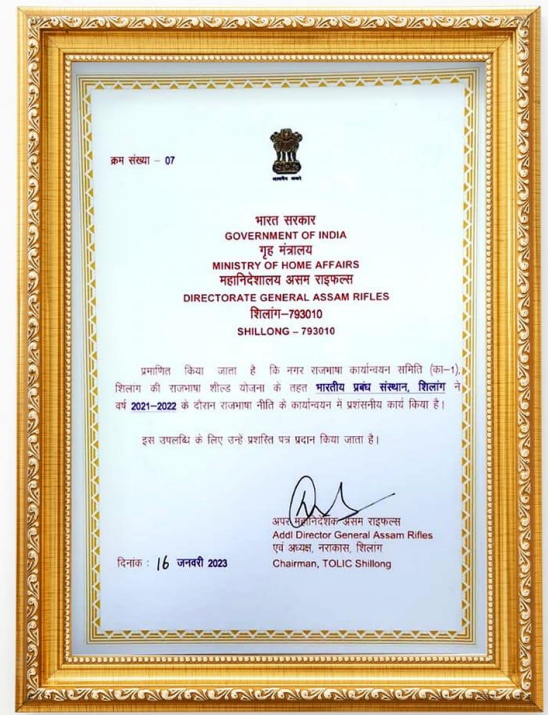 क्रम संख्या – 07
सत्यमेव जयते
भारत सरकार
GOVERNMENT OF INDIA
गृह मंत्रालय
MINISTRY OF HOME AFFAIRS
महानिदेशालय असम राइफल्स
DIRECTORATE GENERAL ASSAM RIFLES
शिलांग–793010
SHILLONG – 793010
प्रमाणित किया जाता है कि नगर राजभाषा कार्यान्वयन समिति (का–1),
शिलांग की राजभाषा शील्ड योजना के तहत भारतीय प्रबंध संस्थान, शिलांग ने
वर्ष 2021–2022 के दौरान राजभाषा नीति के कार्यान्वयन में प्रशंसनीय कार्य किया है।
इस उपलब्धि के लिए उन्हें प्रशस्ति पत्र प्रदान किया जाता है।
अपर महानिदेशक असम राइफल्स
Addl Director General Assam Rifles
एवं अध्यक्ष, नराकास, शिलांग
दिनांक : 16 जनवरी 2023
Chairman, TOLIC Shillong